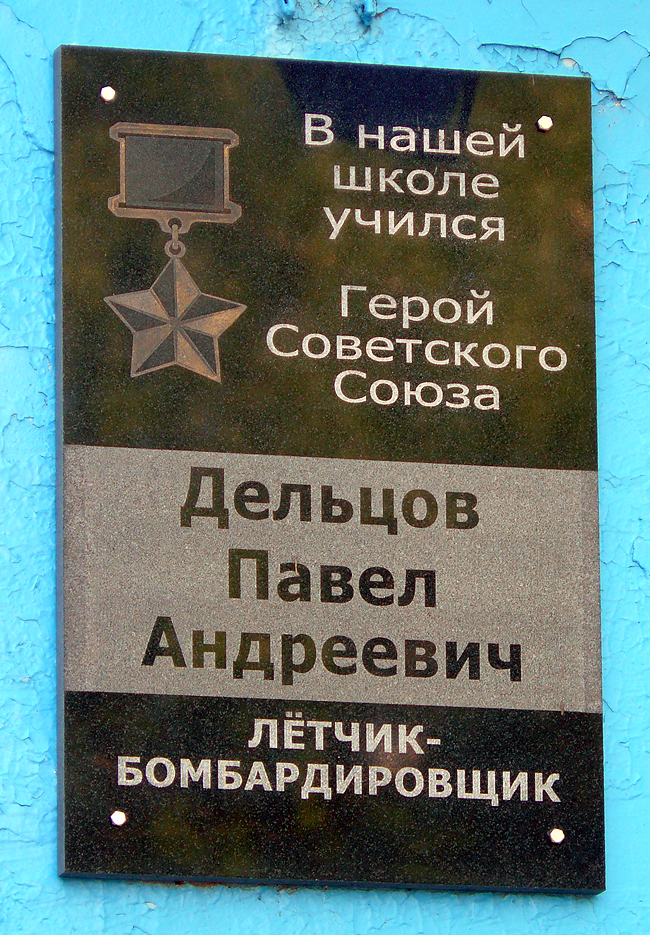 В нашей
школе
учился
Герой
Советского
Союза
Дельцов
Павел
Андреевич
ЛЁТЧИК-
БОМБАРДИРОВЩИК